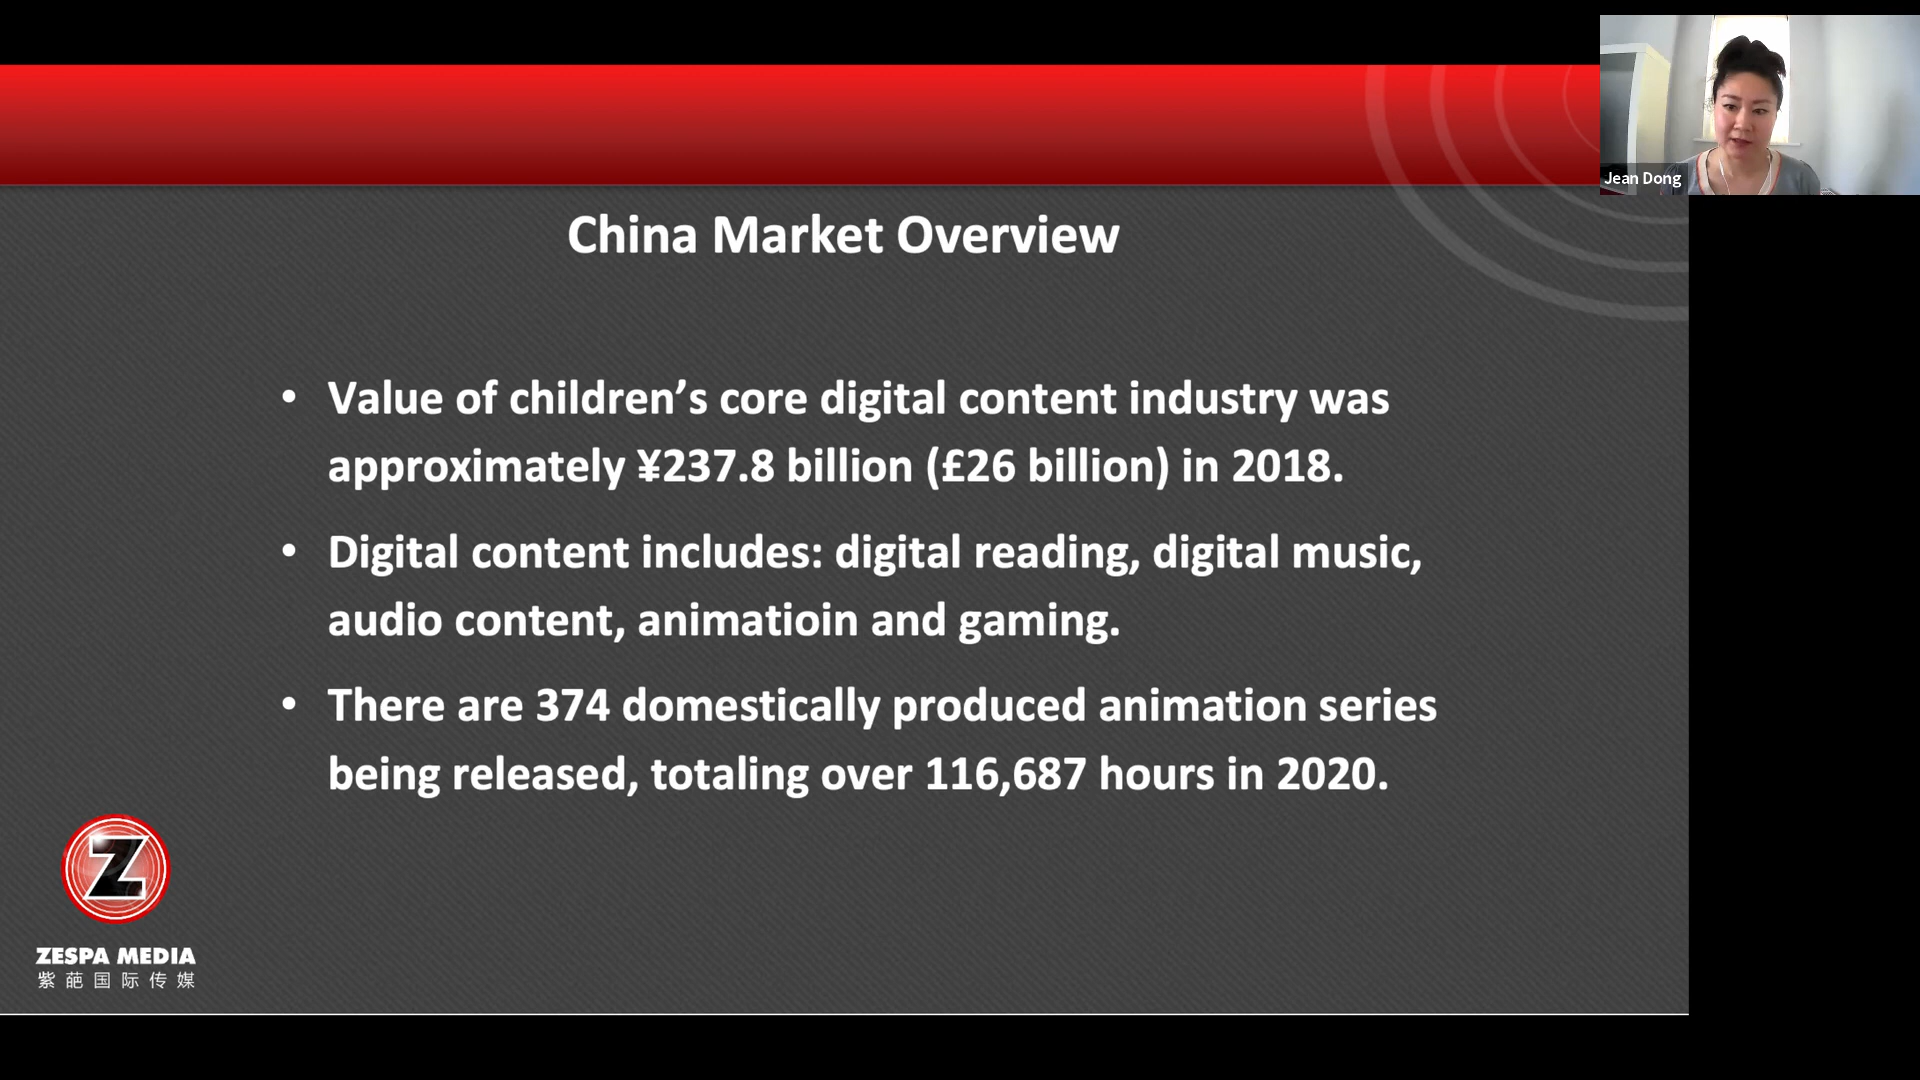 Jean Dong
China Market Overview
• Value of children’s core digital content industry was
approximately ¥237.8 billion (£26 billion) in 2018.
• Digital content includes: digital reading, digital music,
audio content, animatioin and gaming.
• There are 374 domestically produced animation series
being released, totaling over 116,687 hours in 2020.
Z
ZESPA MEDIA
紫葩国际传媒